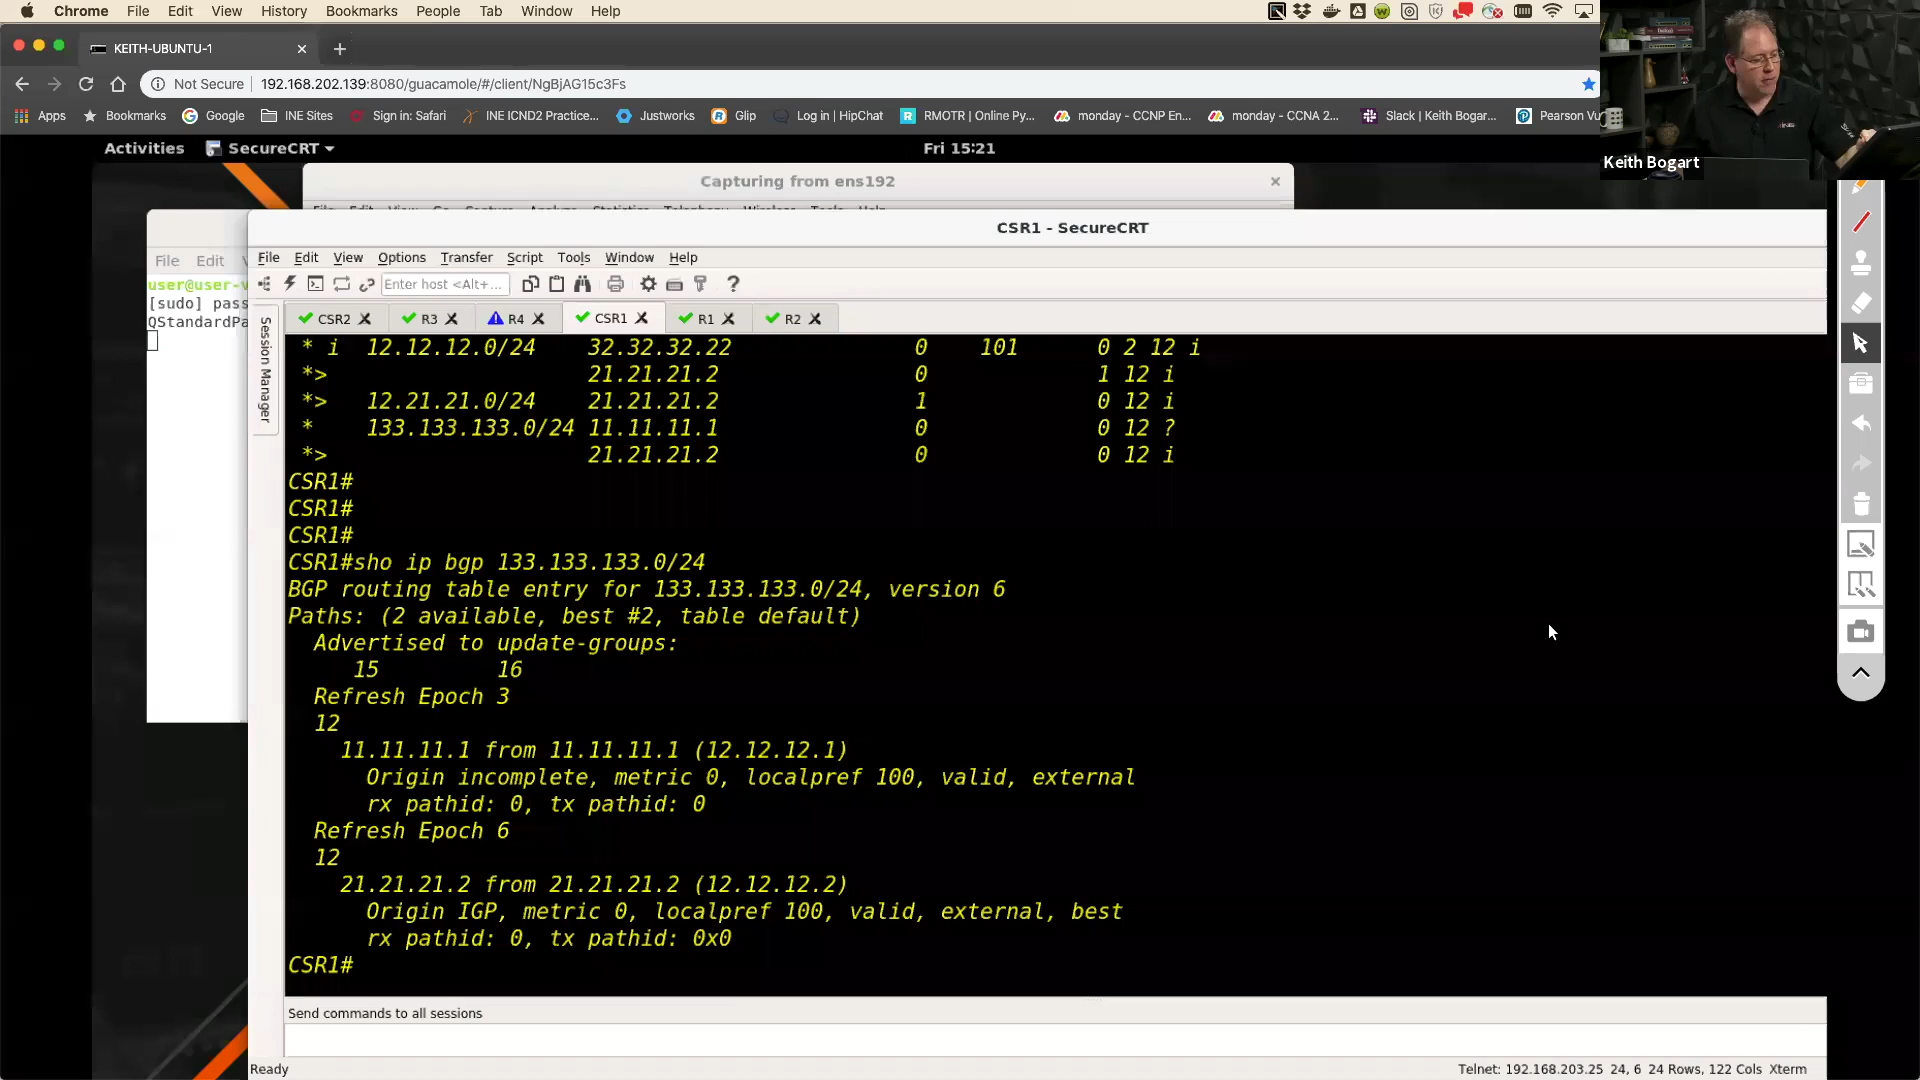 Chrome File Edit View History Bookmarks People Tab Window Help
KEITH-UBUNTU-1
Not Secure 192.168.202.139:8080/guacamole/#/client/NgBjAG15c3Fs
Apps Bookmarks Google INE Sites Sign in: Safari INE ICND2 Practice... Justworks Glip Log in | HipChat RMOTR | Online Py... monday - CCNP En... monday - CCNA 2... Slack | Keith Bogar... Pearson Vu
Keith Bogart
Activities SecureCRT Fri 15:21
Capturing from ens192
CSR1 - SecureCRT
File Edit V
File Edit View Options Transfer Script Tools Window Help
user@user-v
Enter host <Alt+...
[sudo] pass
QStandardPa
Session Manager
CSR2 R3 R4 CSR1 R1 R2
* i 12.12.12.0/24 32.32.32.22 0 101 0 2 12 i
*> 21.21.21.2 0 1 12 i
*> 12.21.21.0/24 21.21.21.2 1 0 12 i
* 133.133.133.0/24 11.11.11.1 0 0 12 ?
*> 21.21.21.2 0 0 12 i
CSR1#
CSR1#
CSR1#
CSR1#sho ip bgp 133.133.133.0/24
BGP routing table entry for 133.133.133.0/24, version 6
Paths: (2 available, best #2, table default)
Advertised to update-groups:
15 16
Refresh Epoch 3
12
11.11.11.1 from 11.11.11.1 (12.12.12.1)
Origin incomplete, metric 0, localpref 100, valid, external
rx pathid: 0, tx pathid: 0
Refresh Epoch 6
12
21.21.21.2 from 21.21.21.2 (12.12.12.2)
Origin IGP, metric 0, localpref 100, valid, external, best
rx pathid: 0, tx pathid: 0x0
CSR1#
Send commands to all sessions
Ready Telnet: 192.168.203.25 24, 6 24 Rows, 122 Cols Xterm